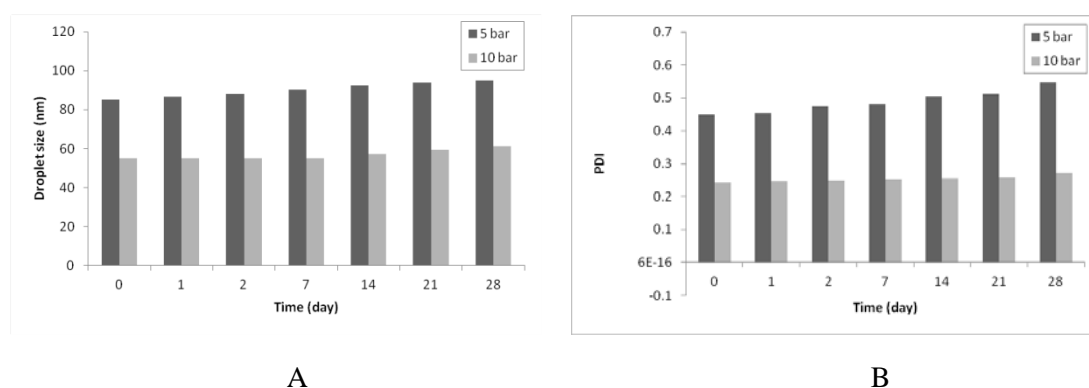 120
100
80
60
40
20
0
Droplet size (nm)
0 1 2 7 14 21 28
Time (day)
5 bar
10 bar
A
0.7
0.6
0.5
0.4
0.3
0.2
0.1
6E-16
-0.1
PDI
0 1 2 7 14 21 28
Time (day)
5 bar
10 bar
B